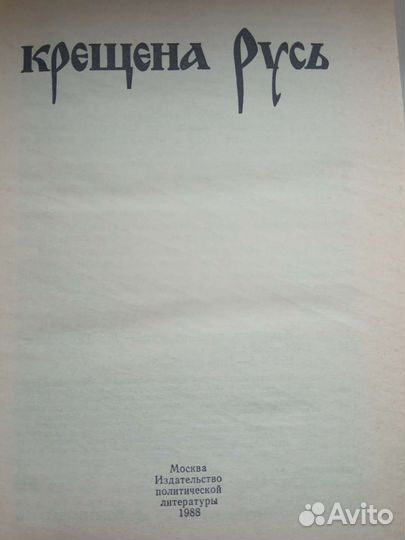 крещена Русь
Москва
Издательство
политической
литературы
1988
Avito